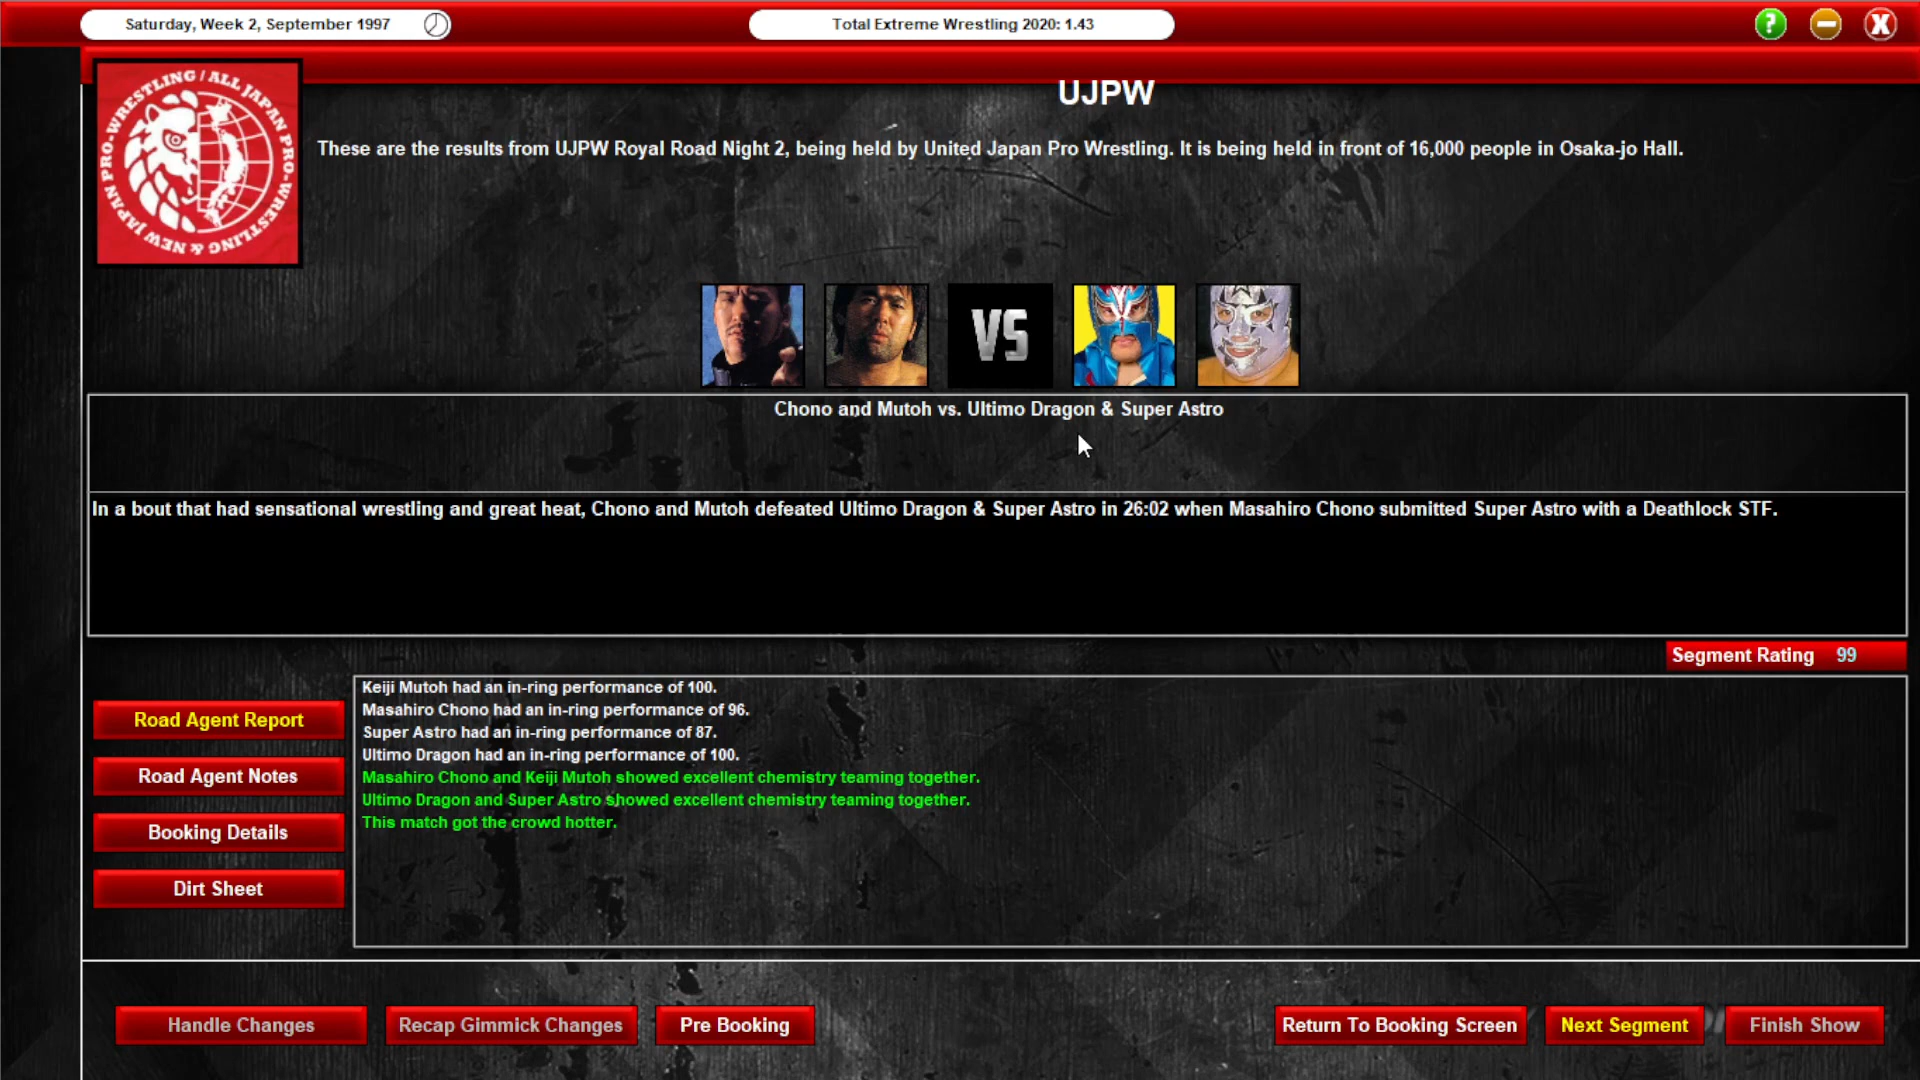 Saturday, Week 2, September 1997
Total Extreme Wrestling 2020: 1.43
?
X
NEW JAPAN PRO-WRESTLING / ALL JAPAN PRO-WRESTLING &
UJPW
These are the results from UJPW Royal Road Night 2, being held by United Japan Pro Wrestling. It is being held in front of 16,000 people in Osaka-jo Hall.
VS
Chono and Mutoh vs. Ultimo Dragon & Super Astro
In a bout that had sensational wrestling and great heat, Chono and Mutoh defeated Ultimo Dragon & Super Astro in 26:02 when Masahiro Chono submitted Super Astro with a Deathlock STF.
Segment Rating 99
Road Agent Report
Road Agent Notes
Booking Details
Dirt Sheet
Keiji Mutoh had an in-ring performance of 100.
Masahiro Chono had an in-ring performance of 96.
Super Astro had an in-ring performance of 87.
Ultimo Dragon had an in-ring performance of 100.
Masahiro Chono and Keiji Mutoh showed excellent chemistry teaming together.
Ultimo Dragon and Super Astro showed excellent chemistry teaming together.
This match got the crowd hotter.
Handle Changes
Recap Gimmick Changes
Pre Booking
Return To Booking Screen
Next Segment
Finish Show